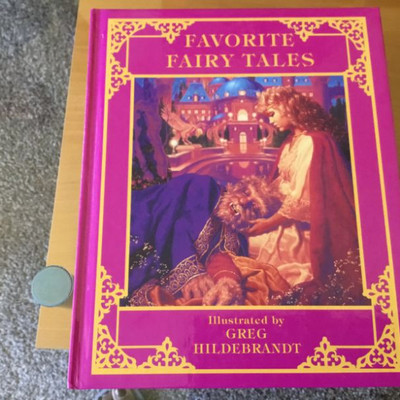 FAVORITE
FAIRY TALES
Illustrated by
GREG
HILDEBRANDT